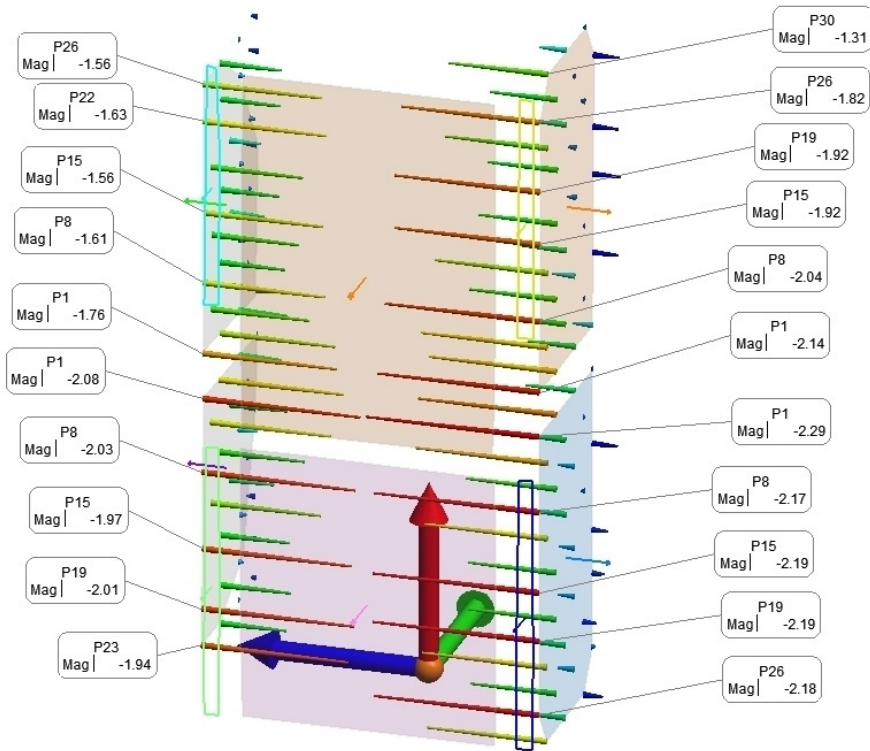 P26
Mag -1.56
P22
Mag -1.63
P15
Mag -1.56
P8
Mag -1.61
P1
Mag -1.76
P1
Mag -2.08
P8
Mag -2.03
P15
Mag -1.97
P19
Mag -2.01
P23
Mag -1.94
P30
Mag -1.31
P26
Mag -1.82
P19
Mag -1.92
P15
Mag -1.92
P8
Mag -2.04
P1
Mag -2.14
P1
Mag -2.29
P8
Mag -2.17
P15
Mag -2.19
P19
Mag -2.19
P26
Mag -2.18